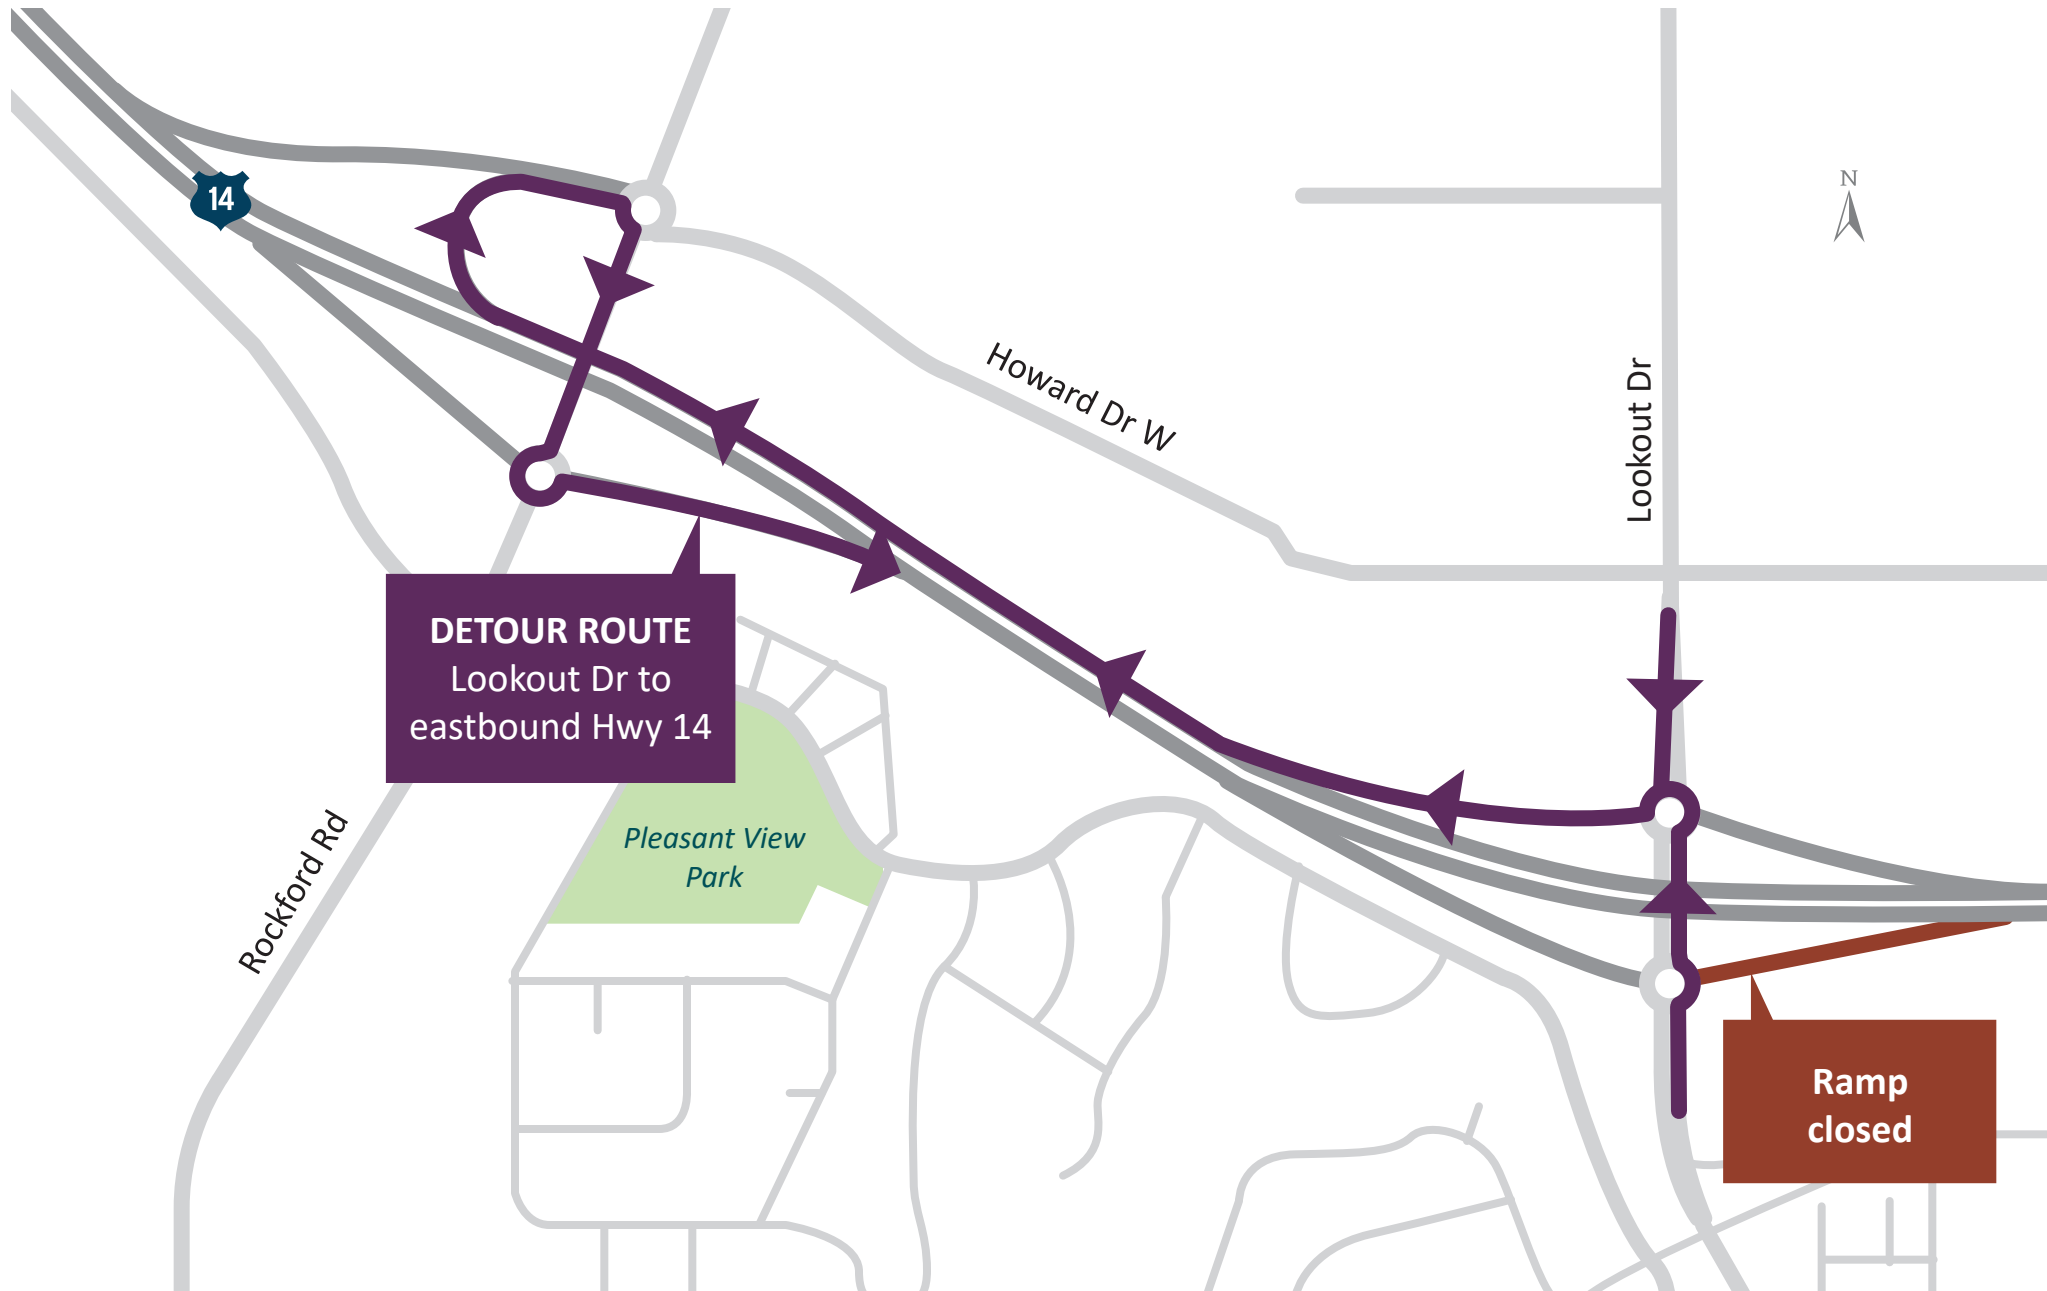 14
N
Howard Dr W
Lookout Dr
DETOUR ROUTE
Lookout Dr to
eastbound Hwy 14
Pleasant View
Park
Rockford Rd
Ramp
closed